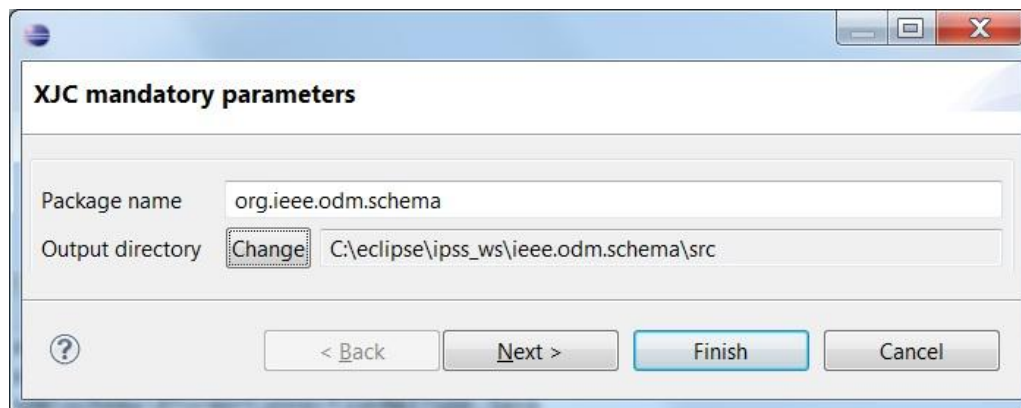 XJC mandatory parameters
Package name org.ieee.odm.schema
Output directory Change C:\eclipse\ipss_ws\ieee.odm.schema\src
? < Back Next > Finish Cancel